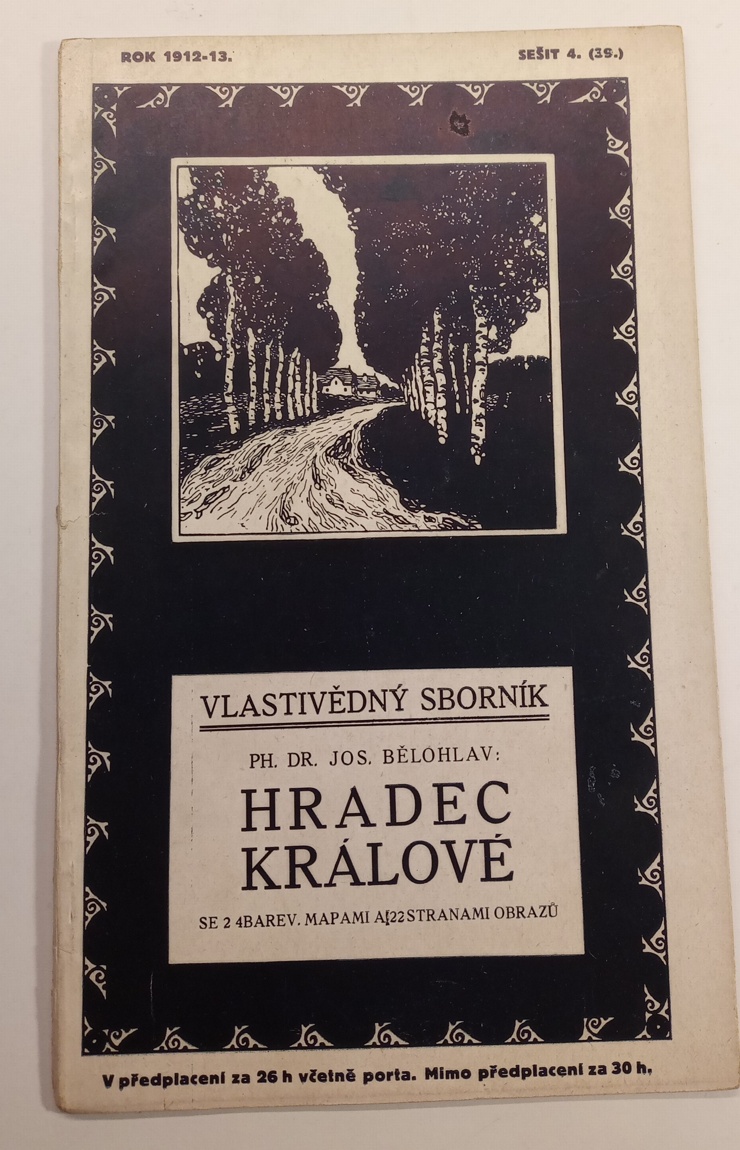 ROK 1912-13.
SEŠIT 4. (39.)
VLASTIVĚDNÝ SBORNÍK
PH. DR. JOS. BĚLOHLAV:
HRADEC
KRÁLOVÉ
SE 2 4BAREV. MAPAMI A 22 STRANAMI OBRAZŮ
V předplacení za 26 h včetně porta. Mimo předplacení za 30 h.